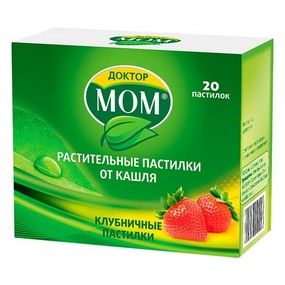 ДОКТОР
МОМ®
20
пастилок
РАСТИТЕЛЬНЫЕ ПАСТИЛКИ
ОТ КАШЛЯ
КЛУБНИЧНЫЕ
ПАСТИЛКИ